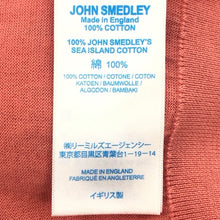 JOHN SMEDLEY
Made in England
100% COTTON
100% JOHN SMEDLEY'S
SEA ISLAND COTTON
綿 100%
100% COTTON / COTONE / COTON
KATOEN / BAUMWOLLE /
ALGODON / BAMBAKI
㈱リーミルズエージェンシー
東京都目黒区青葉台1-19-14
MADE IN ENGLAND
FABRIQUÉ EN ANGLETERRE
イギリス製